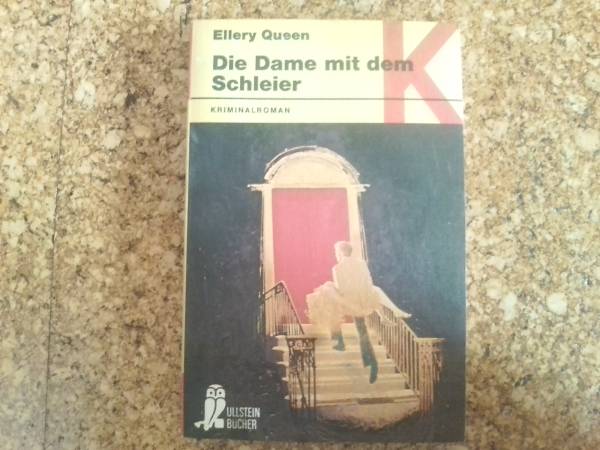 Ellery Queen
Die Dame mit dem
Schleier
K
KRIMINALROMAN
ULLSTEIN
BÜCHER